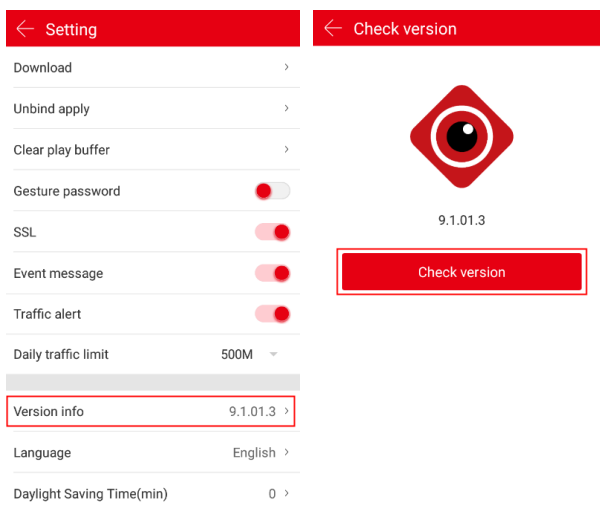 Setting
Download
Unbind apply
Clear play buffer
Gesture password
SSL
Event message
Traffic alert
Daily traffic limit 500M
Version info 9.1.01.3
Language English
Daylight Saving Time(min) 0
Check version
9.1.01.3
Check version